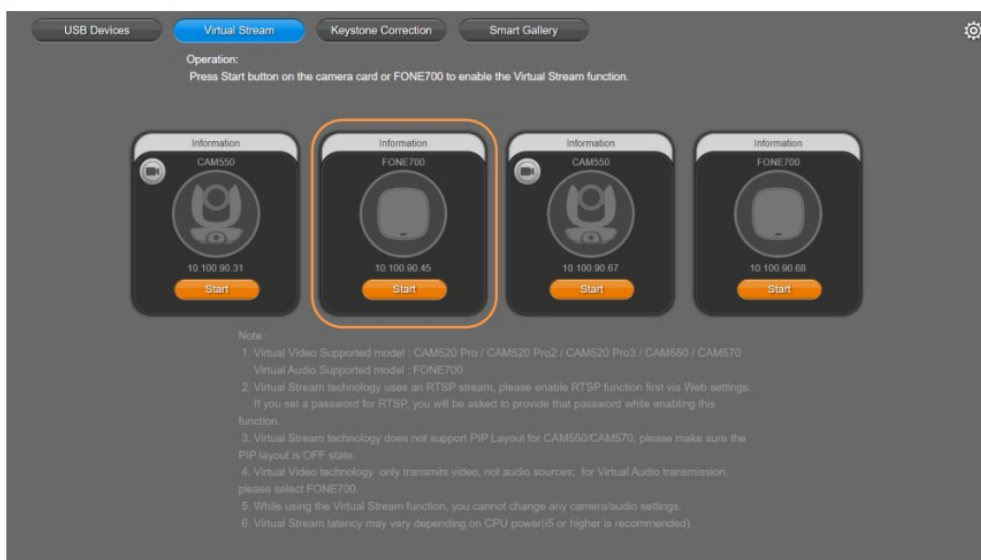 USB Devices Virtual Stream Keystone Correction Smart Gallery
Operation:
Press Start button on the camera card or FONE700 to enable the Virtual Stream function.
Information Information Information Information
CAM550 FONE700 CAM550 FONE700
10.100.90.31 10.100.90.45 10.100.90.67 10.100.90.68
Start Start Start Start
Note :
1. Virtual Video Supported model : CAM520 Pro / CAM520 Pro2 / CAM520 Pro3 / CAM550 / CAM570
Virtual Audio Supported model : FONE700
2. Virtual Stream technology uses an RTSP stream, please enable RTSP function first via Web settings.
If you set a password for RTSP, you will be asked to provide that password while enabling this
function.
3. Virtual Stream technology does not support PIP Layout for CAM550/CAM570, please make sure the
PIP layout is OFF state.
4. Virtual Video technology only transmits video, not audio sources; for Virtual Audio transmission,
please select FONE700.
5. While using the Virtual Stream function, you cannot change any camera/audio settings.
6. Virtual Stream latency may very depending on CPU power(i5 or higher is recommended).